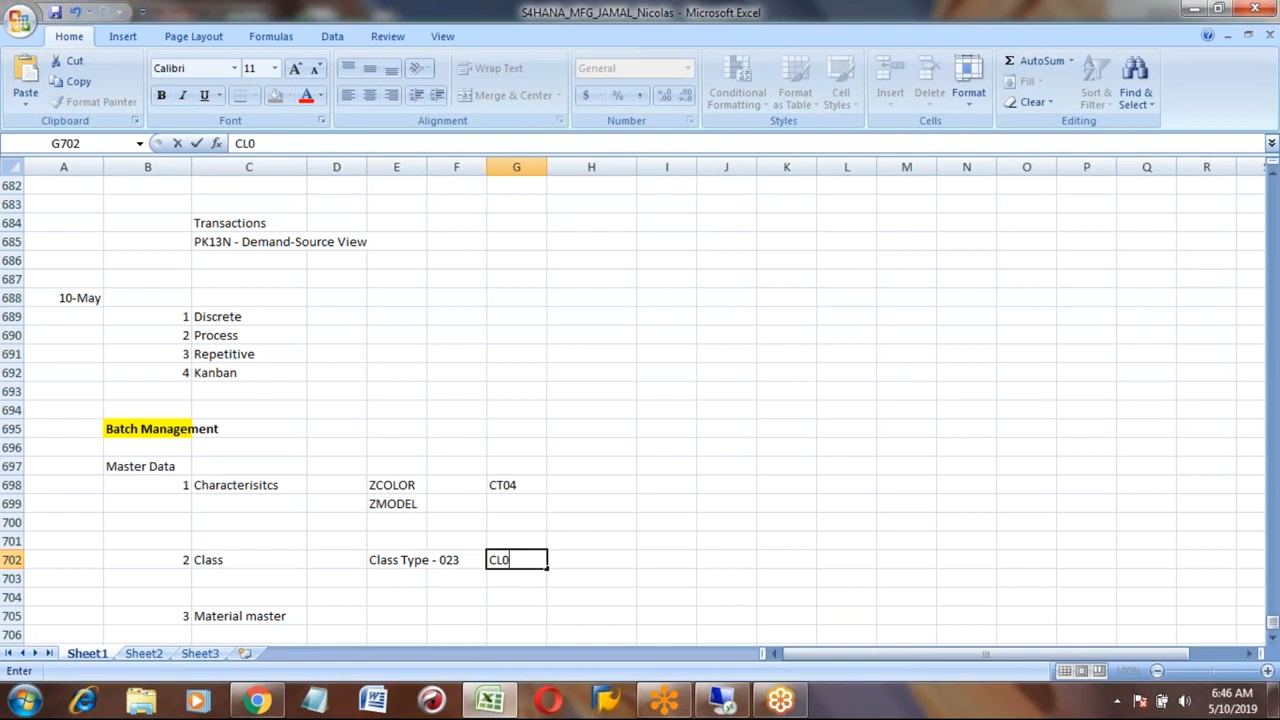 S4HANA_MFG_JAMAL_Nicolas - Microsoft Excel
Home Insert Page Layout Formulas Data Review View
Paste Cut Copy Format Painter Clipboard
Calibri 11 Font
Wrap Text Merge & Center Alignment
General Number
Conditional Formatting Format as Table Cell Styles Styles
Insert Delete Format Cells
AutoSum Fill Clear Sort & Filter Find & Select Editing
G702 CL0
A B C D E F G H I J K L M N O P Q R
682
683
684 Transactions
685 PK13N - Demand-Source View
686
687
688 10-May
689 1 Discrete
690 2 Process
691 3 Repetitive
692 4 Kanban
693
694
695 Batch Management
696
697 Master Data
698 1 Characterisitcs ZCOLOR CT04
699 ZMODEL
700
701
702 2 Class Class Type - 023 CL0
703
704
705 3 Material master
706
Sheet1 Sheet2 Sheet3
Enter 100%
6:46 AM
5/10/2019